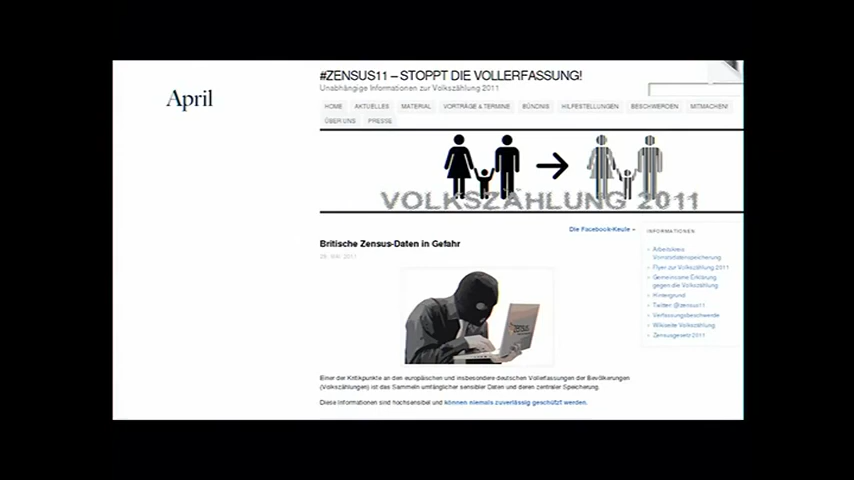 April
#ZENSUS11 – STOPPT DIE VOLLERFASSUNG!
Unabhängige Informationen zur Volkszählung 2011
HOME AKTUELLES MATERIAL VORTRÄGE & TERMINE BÜNDNIS HILFESTELLUNGEN BESCHWERDEN MITMACHEN!
ÜBER UNS PRESSE
VOLKSZÄHLUNG 2011
Die Facebook-Keule »
INFORMATIONEN
Britische Zensus-Daten in Gefahr
2011
Arbeitskreis
Vorratsdatenspeicherung
Flyer zur Volkszählung 2011
Gemeinsame Erklärung
gegen die Volkszählung
Hintergrund
Twitter: @zensus11
Verfassungsbeschwerde
Wikiseite Volkszählung
Zensusgesetz 2011
ZENSUS
Einer der Kritikpunkte an den europäischen und insbesondere deutschen Vollerfassungen der Bevölkerungen
(Volkszählungen) ist das Sammeln umfänglicher sensibler Daten und deren zentraler Speicherung.
Diese Informationen sind hochsensibel und können niemals zuverlässig geschützt werden.